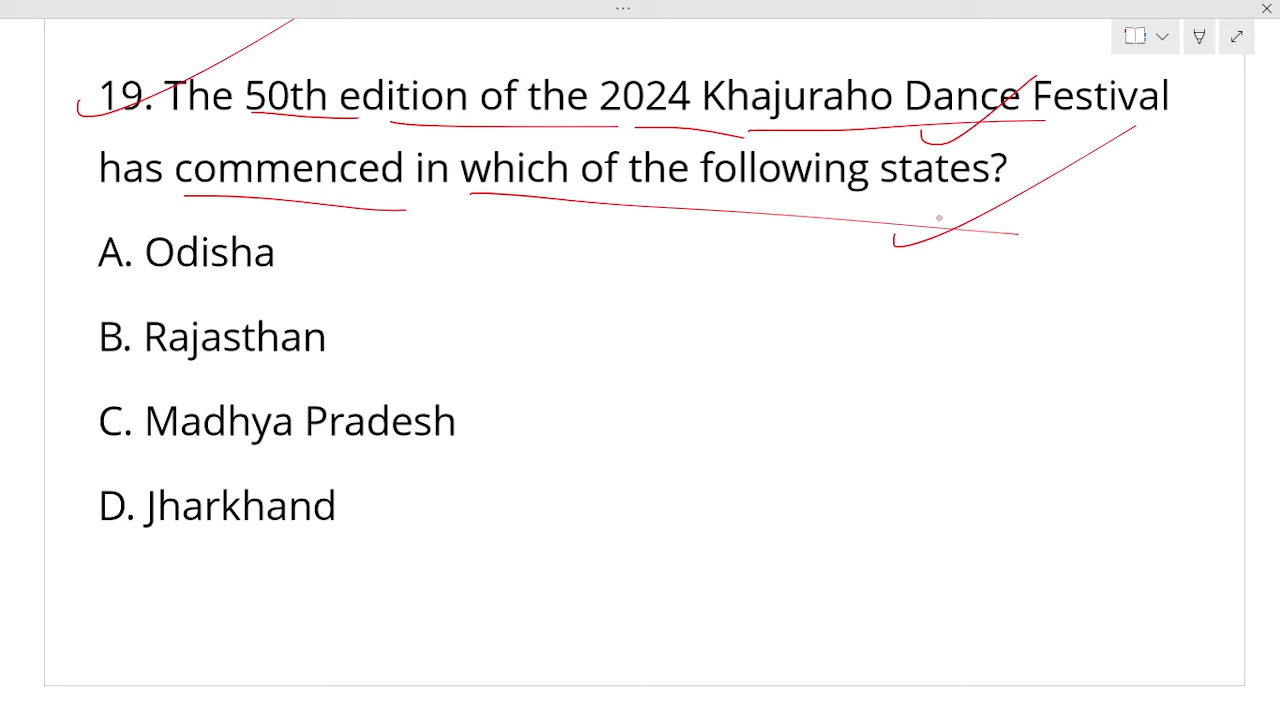 19. The 50th edition of the 2024 Khajuraho Dance Festival
has commenced in which of the following states?
A. Odisha
B. Rajasthan
C. Madhya Pradesh
D. Jharkhand